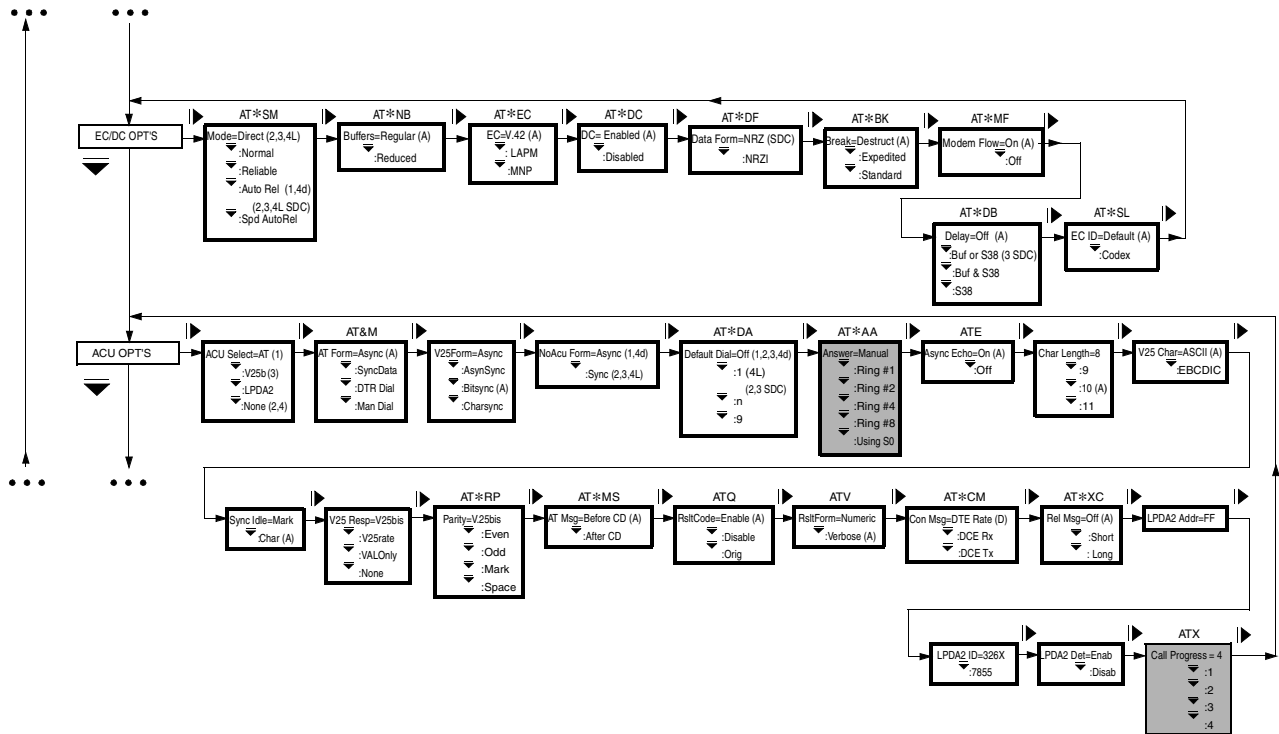 AT*SM
AT*NB
AT*EC
AT*DC
AT*DF
AT*BK
AT*MF
EC/DC OPT'S
Mode=Direct (2,3,4L)
:Normal
:Reliable
:Auto Rel (1,4d)
(2,3,4L SDC)
:Spd AutoRel
Buffers=Regular (A)
:Reduced
EC=V.42 (A)
: LAPM
:MNP
DC= Enabled (A)
:Disabled
Data Form=NRZ (SDC)
:NRZI
Break=Destruct (A)
:Expedited
:Standard
Modem Flow=On (A)
:Off
AT*DB
AT*SL
Delay=Off (A)
:Buf or S38 (3 SDC)
:Buf & S38
:S38
EC ID=Default (A)
:Codex
AT&M
AT*DA
AT*AA
ATE
ACU OPT'S
ACU Select=AT (1)
:V25b(3)
:LPDA2
:None (2,4)
AT Form=Async (A)
:SyncData
:DTR Dial
:Man Dial
V25Form=Async
:AsynSync
:Bitsync (A)
:Charsync
NoAcu Form=Async (1,4d)
:Sync (2,3,4L)
Default Dial=Off (1,2,3,4d)
:1 (4L)
(2,3 SDC)
:n
:9
Answer=Manual
:Ring #1
:Ring #2
:Ring #4
:Ring #8
:Using S0
Async Echo=On (A)
:Off
Char Length=8
:9
:10 (A)
:11
V25 Char=ASCII (A)
:EBCDIC
AT*RP
AT*MS
ATQ
ATV
AT*CM
AT*XC
Sync Idle=Mark
:Char (A)
V25 Resp=V25bis
:V25rate
:VALOnly
:None
Parity=V.25bis
:Even
:Odd
:Mark
:Space
AT Msg=Before CD (A)
:After CD
RsltCode=Enable (A)
:Disable
:Orig
RsltForm=Numeric
:Verbose (A)
Con Msg=DTE Rate (D)
:DCE Rx
:DCE Tx
Rel Msg=Off (A)
:Short
: Long
LPDA2 Addr=FF
ATX
LPDA2 ID=326X
:7855
LPDA2 Det=Enab
:Disab
Call Progress = 4
:1
:2
:3
:4